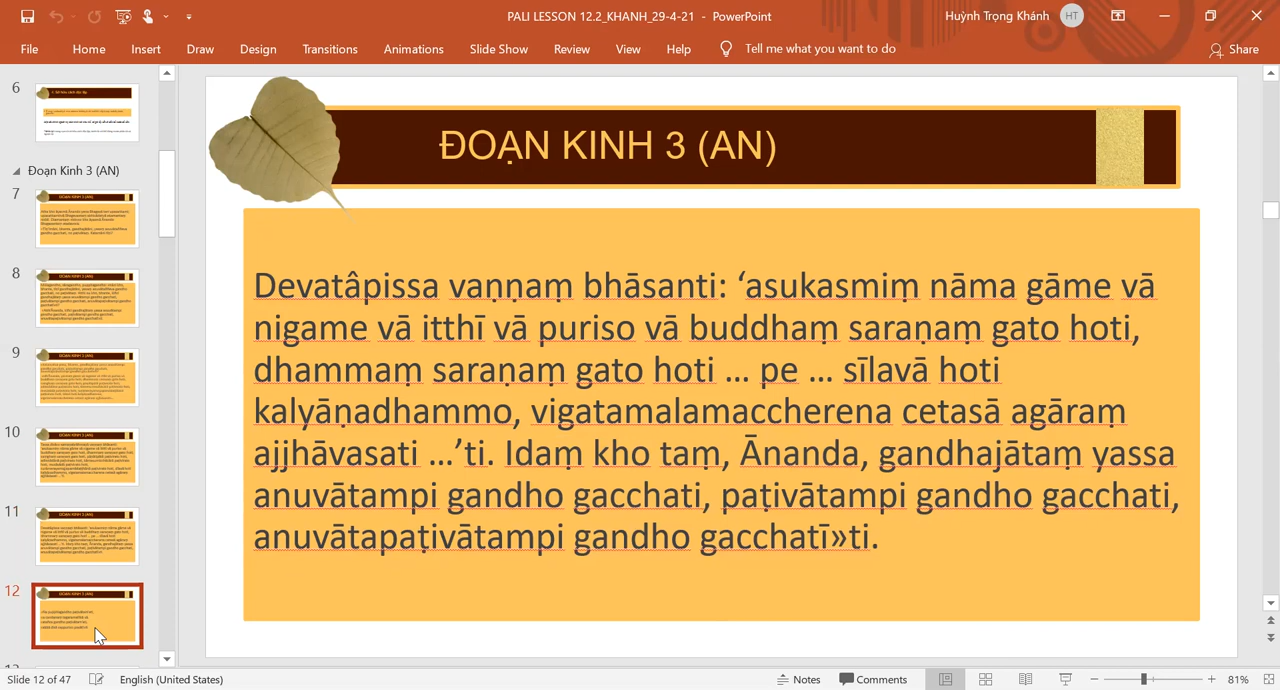 PALI LESSON 12.2_KHANH_29-4-21 - PowerPoint
Huỳnh Trọng Khánh
HT
File Home Insert Draw Design Transitions Animations Slide Show Review View Help Tell me what you want to do
Share
6
Đoạn Kinh 3 (AN)
7
8
9
10
11
12
ĐOẠN KINH 3 (AN)
Devatâpissa vaṇṇaṃ bhāsanti: ‘asukasmiṃ nāma gāme vā
nigame vā itthī vā puriso vā buddhaṃ saraṇaṃ gato hoti,
dhammaṃ saraṇaṃ gato hoti … pe … sīlavā hoti
kalyāṇadhammo, vigatamalamaccherena cetasā agāraṃ
ajjhāvasati …’ti. Idaṃ kho taṃ, Ānanda, gandhajātaṃ yassa
anuvātampi gandho gacchati, paṭivātampi gandho gacchati,
anuvātapaṭivātampi gandho gacchatī»ti.
Slide 12 of 47
English (United States)
Notes
Comments
81%